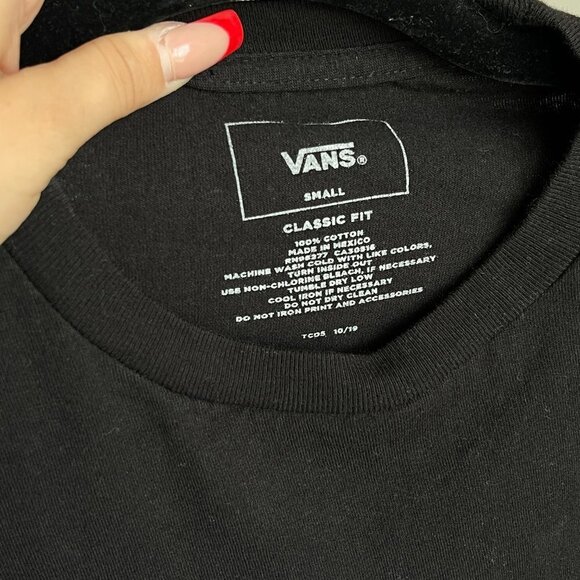 VANS®
SMALL
CLASSIC FIT
100% COTTON
MADE IN MEXICO
RN96377 CA30816
MACHINE WASH COLD WITH LIKE COLORS,
TURN INSIDE OUT
USE NON-CHLORINE BLEACH, IF NECESSARY
TUMBLE DRY LOW
COOL IRON IF NECESSARY
DO NOT DRY CLEAN
DO NOT IRON PRINT AND ACCESSORIES
TCDS 10/19